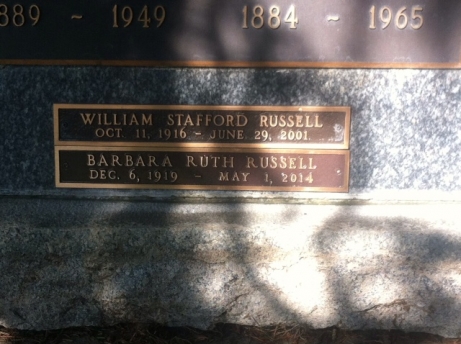 889 ~ 1949 1884 ~ 1965
WILLIAM STAFFORD RUSSELL
OCT. 11, 1916 ~ JUNE 29, 2001.
BARBARA RUTH RUSSELL
DEC. 6, 1919 ~ MAY 1, 2014